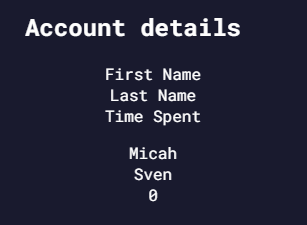 Account details
First Name
Last Name
Time Spent
Micah
Sven
0